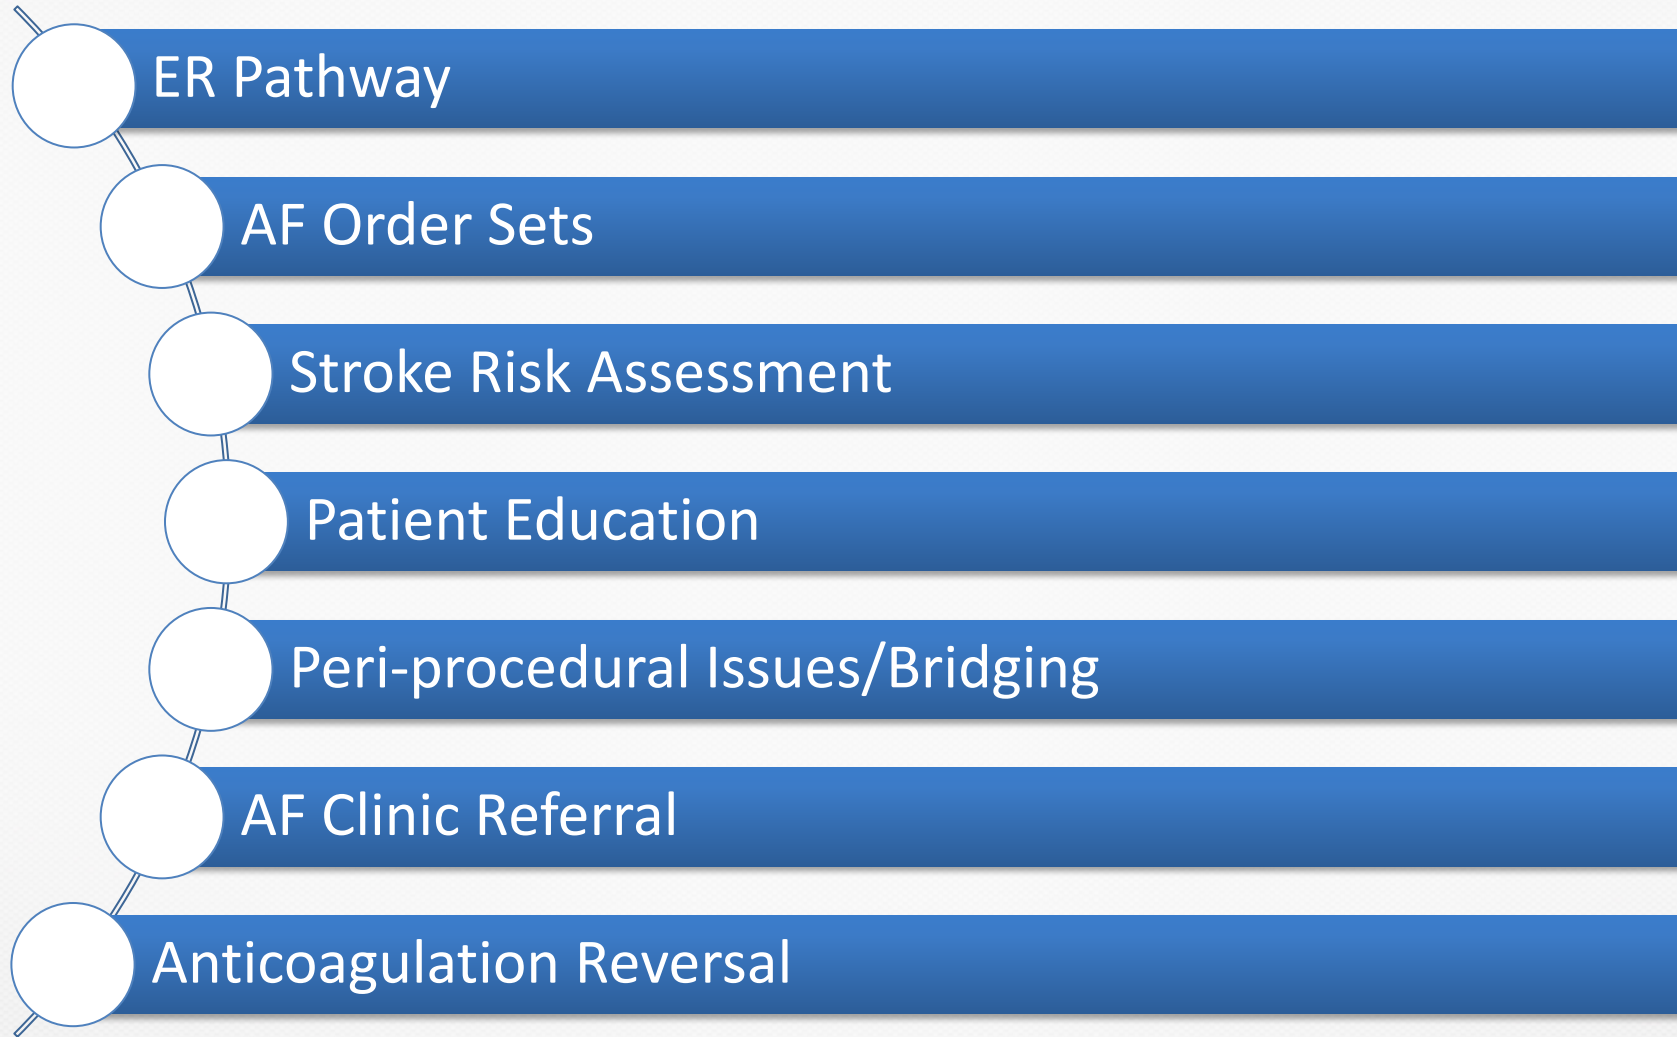 ER Pathway
AF Order Sets
Stroke Risk Assessment
Patient Education
Peri-procedural Issues/Bridging
AF Clinic Referral
Anticoagulation Reversal